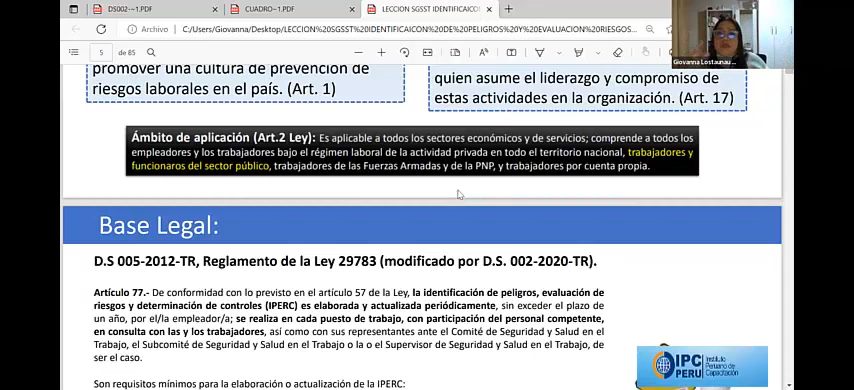 DS002-~1.PDF
CUADRO~1.PDF
LECCION SGSST IDENTIFICAICOI
Archivo
C:/Users/Giovanna/Desktop/LECCION%20SGSST%20IDENTIFICAICON%20DE%20PELIGROS%20Y%20EVALUACION%20RIESGOS...
5 de 85
Giovanna Lostaunau ...
promover una cultura de prevención de
riesgos laborales en el país. (Art. 1)
quien asume el liderazgo y compromiso de
estas actividades en la organización. (Art. 17)
Ámbito de aplicación (Art.2 Ley): Es aplicable a todos los sectores económicos y de servicios; comprende a todos los
empleadores y los trabajadores bajo el régimen laboral de la actividad privada en todo el territorio nacional, trabajadores y
funcionaros del sector público, trabajadores de las Fuerzas Armadas y de la PNP, y trabajadores por cuenta propia.
Base Legal:
D.S 005-2012-TR, Reglamento de la Ley 29783 (modificado por D.S. 002-2020-TR).
Artículo 77.- De conformidad con lo previsto en el artículo 57 de la Ley, la identificación de peligros, evaluación de
riesgos y determinación de controles (IPERC) es elaborada y actualizada periódicamente, sin exceder el plazo de
un año, por el/la empleador/a; se realiza en cada puesto de trabajo, con participación del personal competente,
en consulta con las y los trabajadores, así como con sus representantes ante el Comité de Seguridad y Salud en el
Trabajo, el Subcomité de Seguridad y Salud en el Trabajo o la o el Supervisor de Seguridad y Salud en el Trabajo, de
ser el caso.
Son requisitos mínimos para la elaboración o actualización de la IPERC:
IPC
PERÚ
Instituto
Peruano de
Capacitación